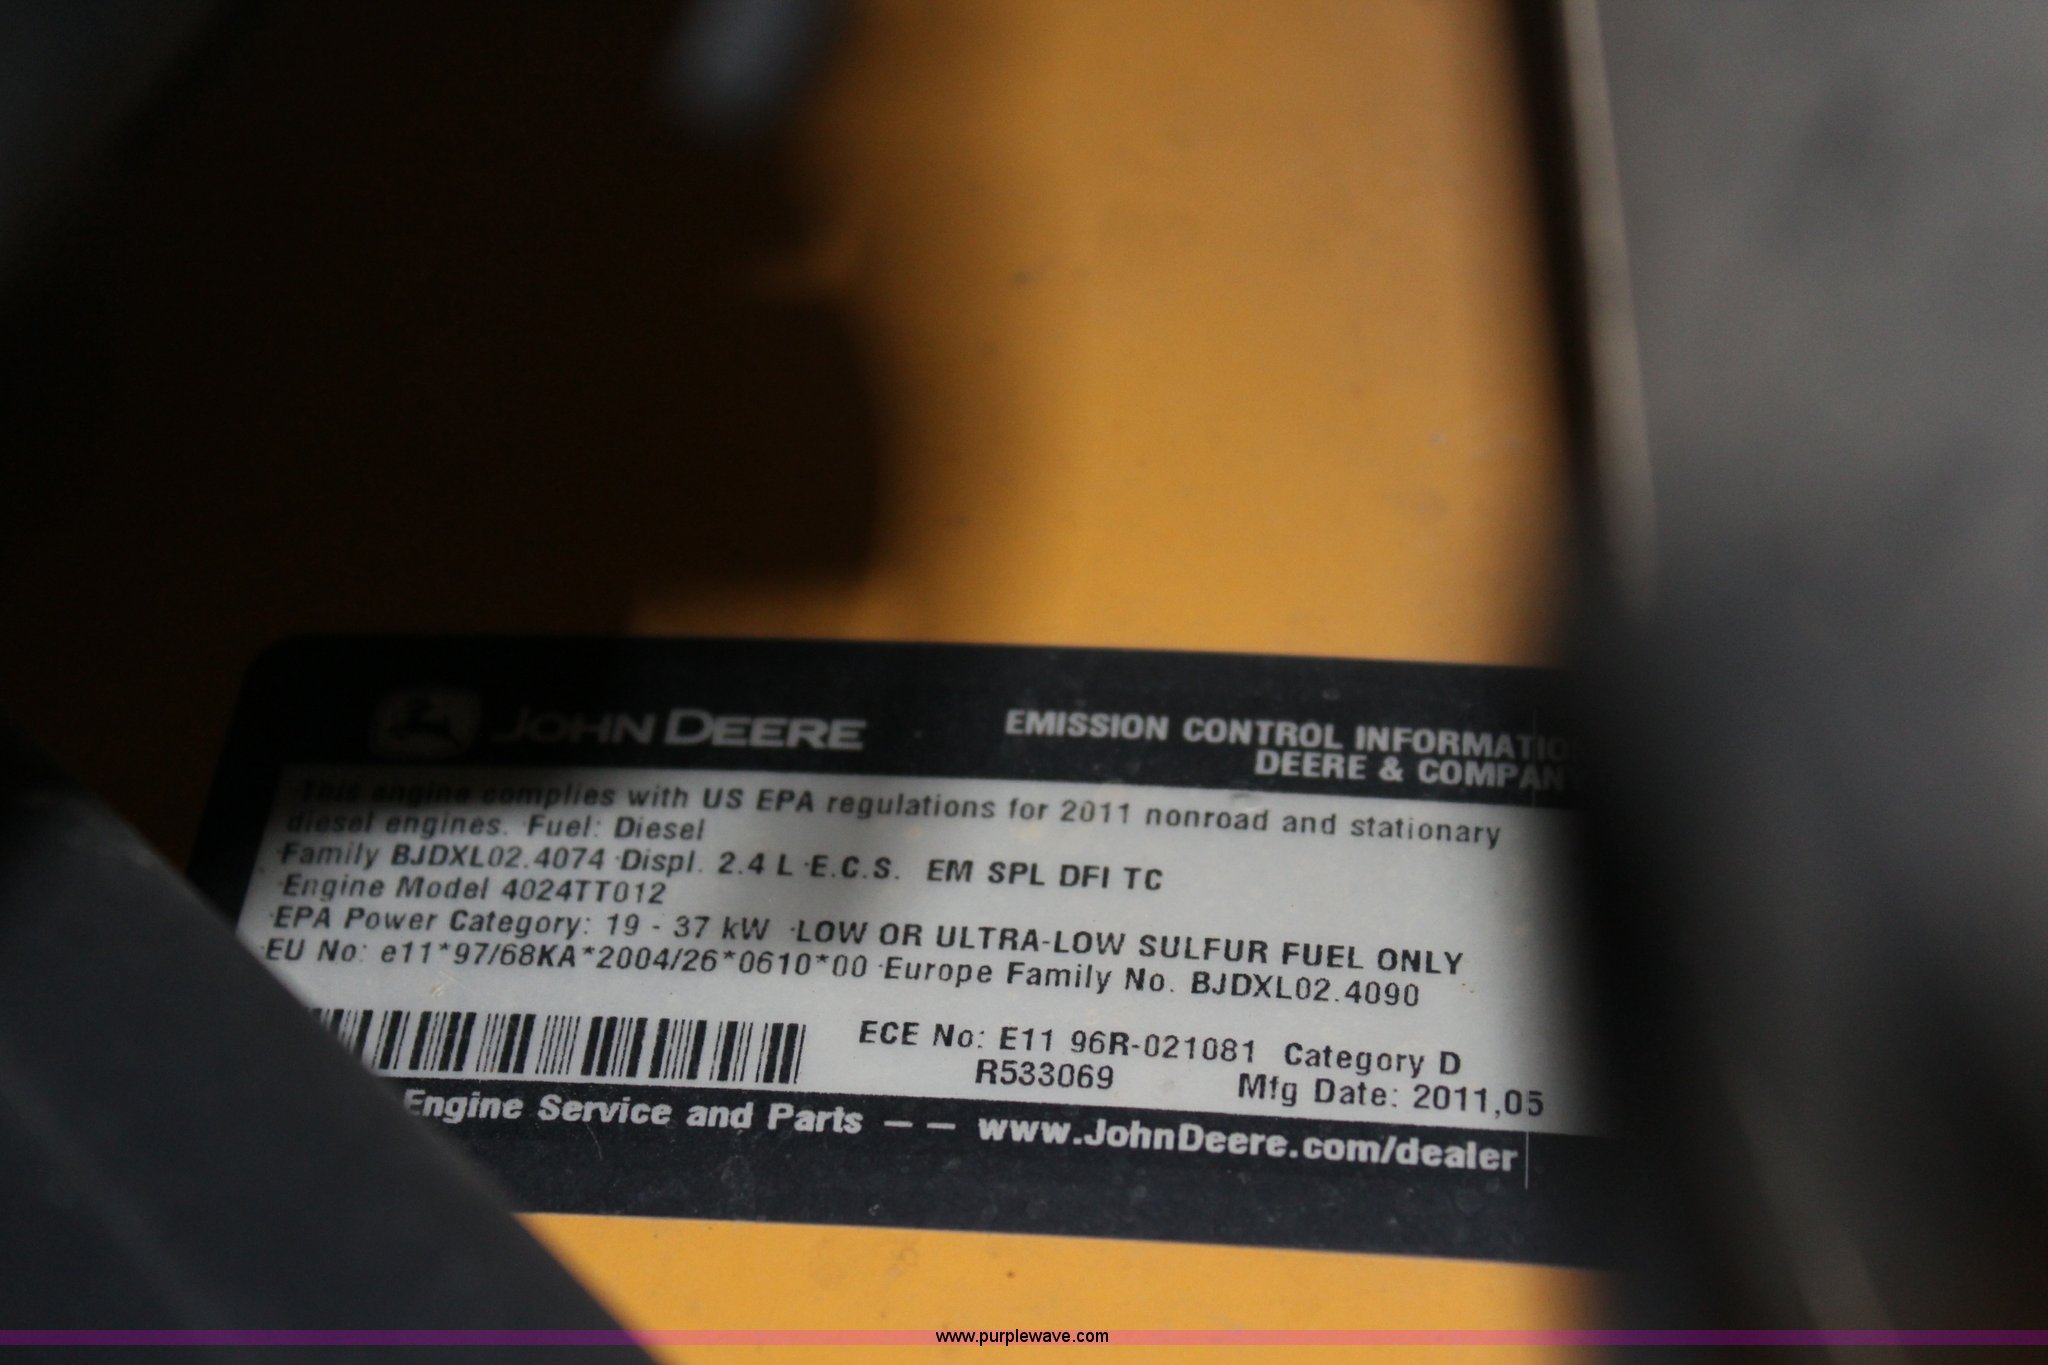 JOHN DEERE
EMISSION CONTROL INFORMATIO
DEERE & COMPAN
This engine complies with US EPA regulations for 2011 nonroad and stationary
diesel engines. Fuel: Diesel
Family BJDXL02.4074 Displ. 2.4 L E.C.S. EM SPL DFI TC
Engine Model 4024TT012
EPA Power Category: 19 - 37 kW LOW OR ULTRA-LOW SULFUR FUEL ONLY
EU No: e11*97/68KA*2004/26*0610*00 Europe Family No. BJDXL02.4090
ECE No: E11 96R-021081 Category D
R533069 Mfg Date: 2011,05
Engine Service and Parts -- www.JohnDeere.com/dealer
www.purplewave.com